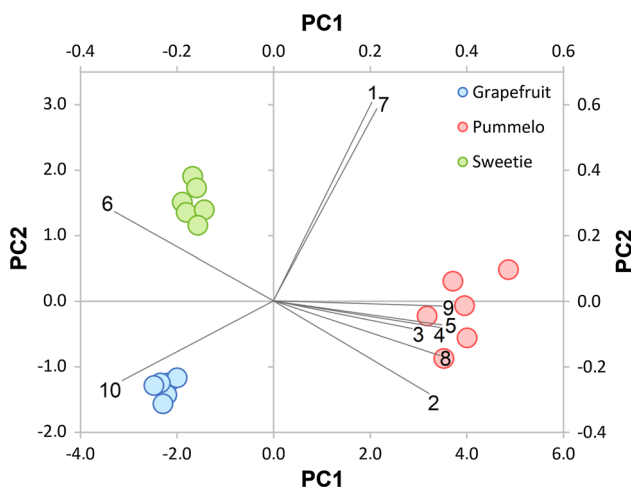 PC1
-0.4 -0.2 0.0 0.2 0.4 0.6
3.0 1 7 Grapefruit 0.6
Pummelo
2.0 Sweetie 0.4
6
1.0 0.2
PC2 PC2
0.0 9 0.0
3 4 5
8
-1.0 -0.2
10 2
-2.0 -0.4
-4.0 -2.0 0.0 2.0 4.0 6.0
PC1